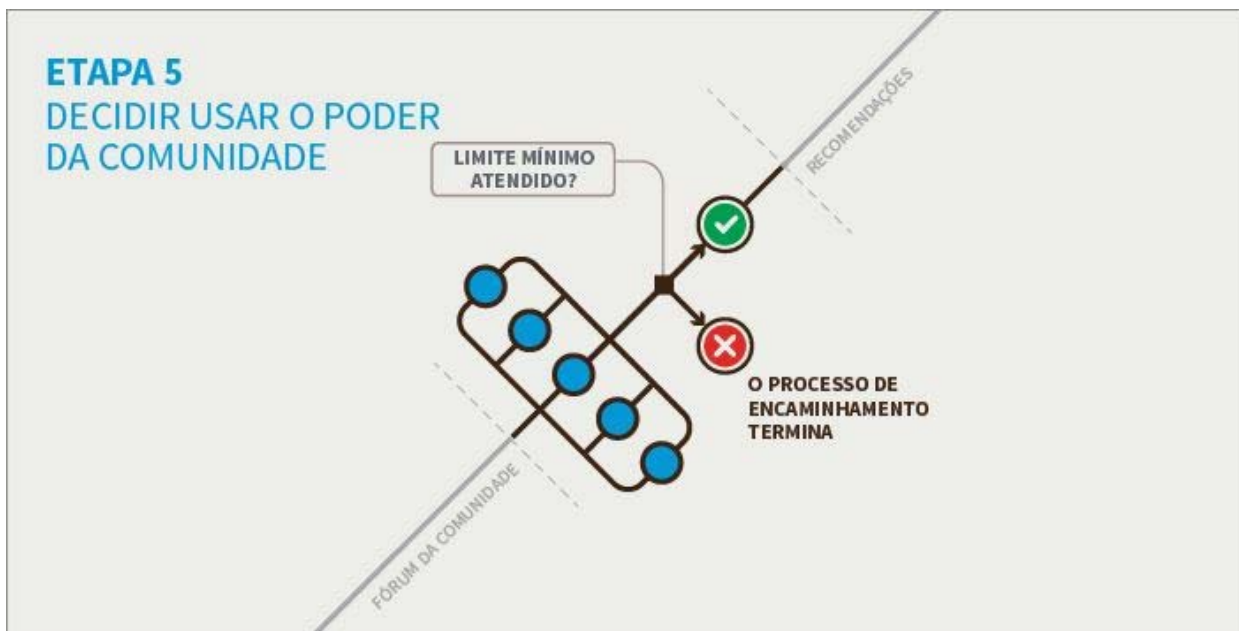 ETAPA 5
DECIDIR USAR O PODER
DA COMUNIDADE
LIMITE MÍNIMO
ATENDIDO?
RECOMENDAÇÕES
O PROCESSO DE
ENCAMINHAMENTO
TERMINA
FÓRUM DA COMUNIDADE